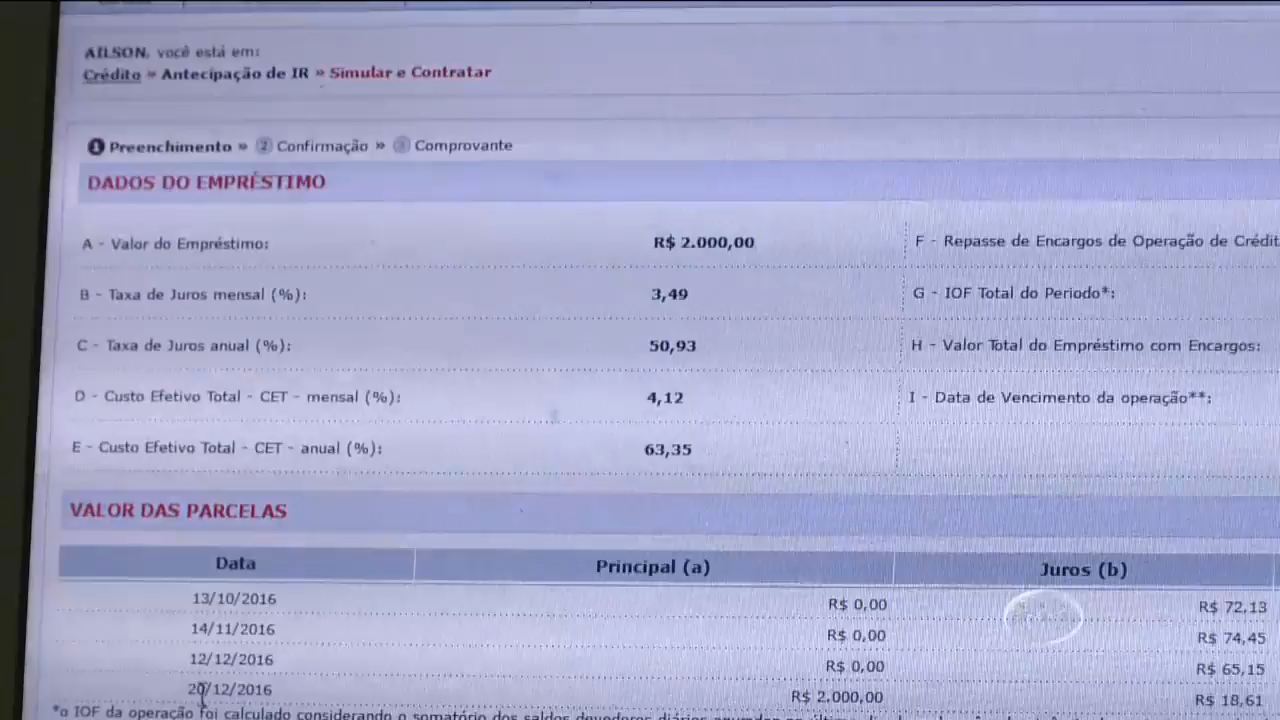 AILSON, você está em:
Crédito » Antecipação de IR » Simular e Contratar
1 Preenchimento » 2 Confirmação » 3 Comprovante
DADOS DO EMPRÉSTIMO
A - Valor do Empréstimo: R$ 2.000,00 F - Repasse de Encargos de Operação de Crédit
B - Taxa de Juros mensal (%): 3,49 G - IOF Total do Periodo*:
C - Taxa de Juros anual (%): 50,93 H - Valor Total do Empréstimo com Encargos:
D - Custo Efetivo Total - CET - mensal (%): 4,12 I - Data de Vencimento da operação**:
E - Custo Efetivo Total - CET - anual (%): 63,35
VALOR DAS PARCELAS
Data Principal (a) Juros (b)
13/10/2016 R$ 0,00 R$ 72,13
14/11/2016 R$ 0,00 R$ 74,45
12/12/2016 R$ 0,00 R$ 65,15
20/12/2016 R$ 2.000,00 R$ 18,61
*o IOF da operação foi calculado considerando o somatório dos saldos devedores diários